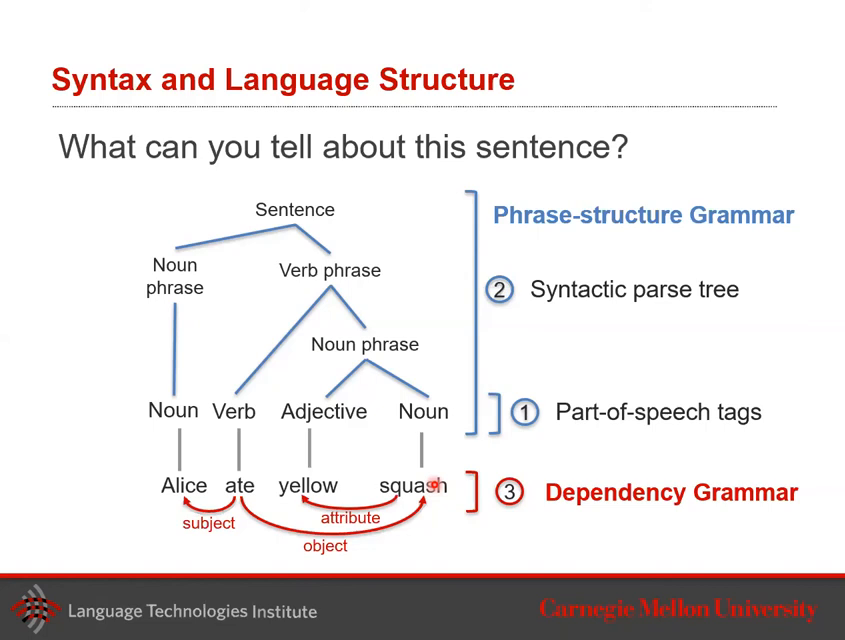 Syntax and Language Structure
What can you tell about this sentence?
Sentence
Phrase-structure Grammar
Noun
phrase
Verb phrase
2 Syntactic parse tree
Noun phrase
Noun Verb Adjective Noun
1 Part-of-speech tags
Alice ate yellow squash
3 Dependency Grammar
subject
attribute
object
Language Technologies Institute
Carnegie Mellon University